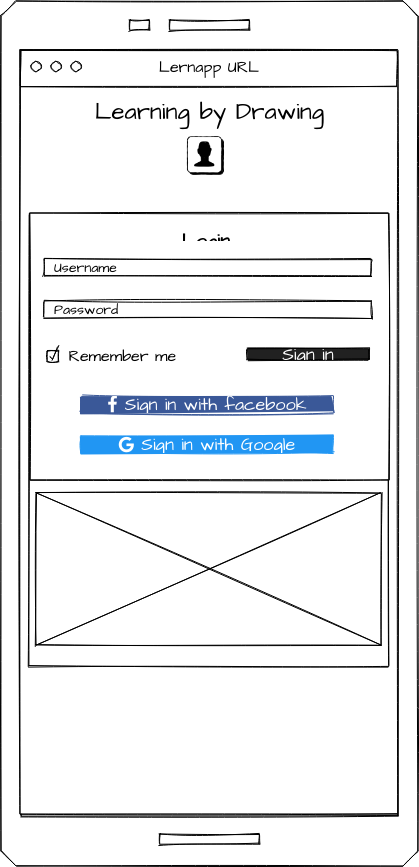 Lernapp URL
Learning by Drawing
Login
Username
Password
Remember me
Sign in
Sign in with facebook
Sign in with Google